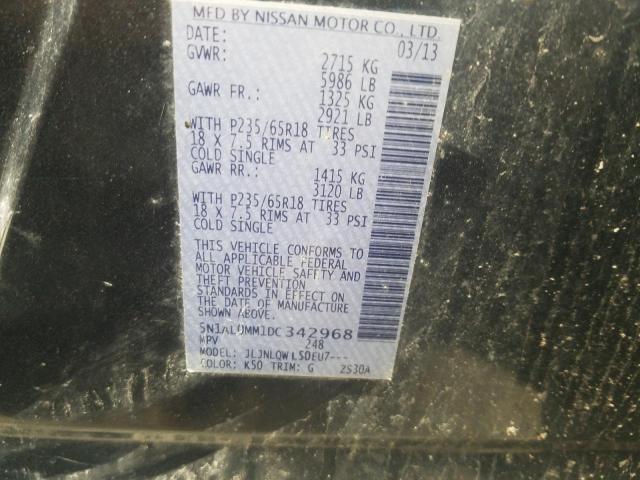 MFD BY NISSAN MOTOR CO., LTD.
DATE: 03/13
GVWR: 2715 KG
5986 LB
GAWR FR.: 1325 KG
2921 LB
WITH P235/65R18 TIRES
18 X 7.5 RIMS AT 33 PSI
COLD SINGLE
GAWR RR.: 1415 KG
3120 LB
WITH P235/65R18 TIRES
18 X 7.5 RIMS AT 33 PSI
COLD SINGLE
THIS VEHICLE CONFORMS TO
ALL APPLICABLE FEDERAL
MOTOR VEHICLE SAFETY AND
THEFT PREVENTION
STANDARDS IN EFFECT ON
THE DATE OF MANUFACTURE
SHOWN ABOVE.
5N1AL0MM1DC342968
MPV 248
MODEL: JLJNLQWL50EU7---
COLOR: K50 TRIM: G 2S30A